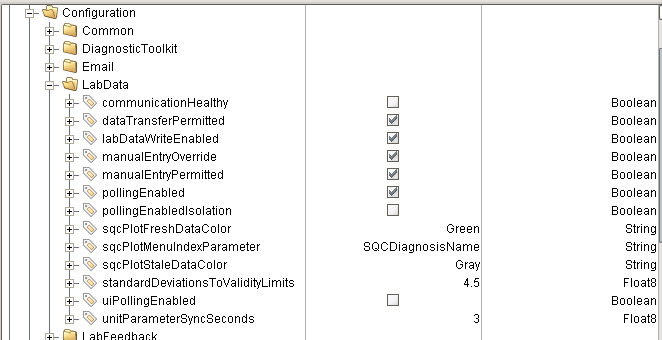 Configuration
Common
DiagnosticToolkit
Email
LabData
communicationHealthy Boolean
dataTransferPermitted Boolean
labDataWriteEnabled Boolean
manualEntryOverride Boolean
manualEntryPermitted Boolean
pollingEnabled Boolean
pollingEnabledIsolation Boolean
sqcPlotFreshDataColor Green String
sqcPlotMenuIndexParameter SQCDiagnosisName String
sqcPlotStaleDataColor Gray String
standardDeviationsToValidityLimits 4.5 Float8
uiPollingEnabled Boolean
unitParameterSyncSeconds 3 Float8
LabFeedback